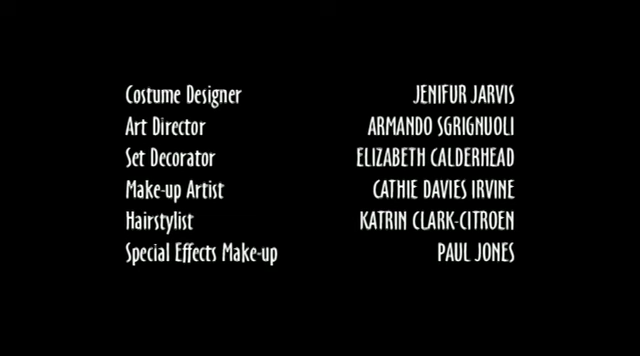 Costume Designer JENIFUR JARVIS
Art Director ARMANDO SGRIGNUOLI
Set Decorator ELIZABETH CALDERHEAD
Make-up Artist CATHIE DAVIES IRVINE
Hairstylist KATRIN CLARK-CITROEN
Special Effects Make-up PAUL JONES